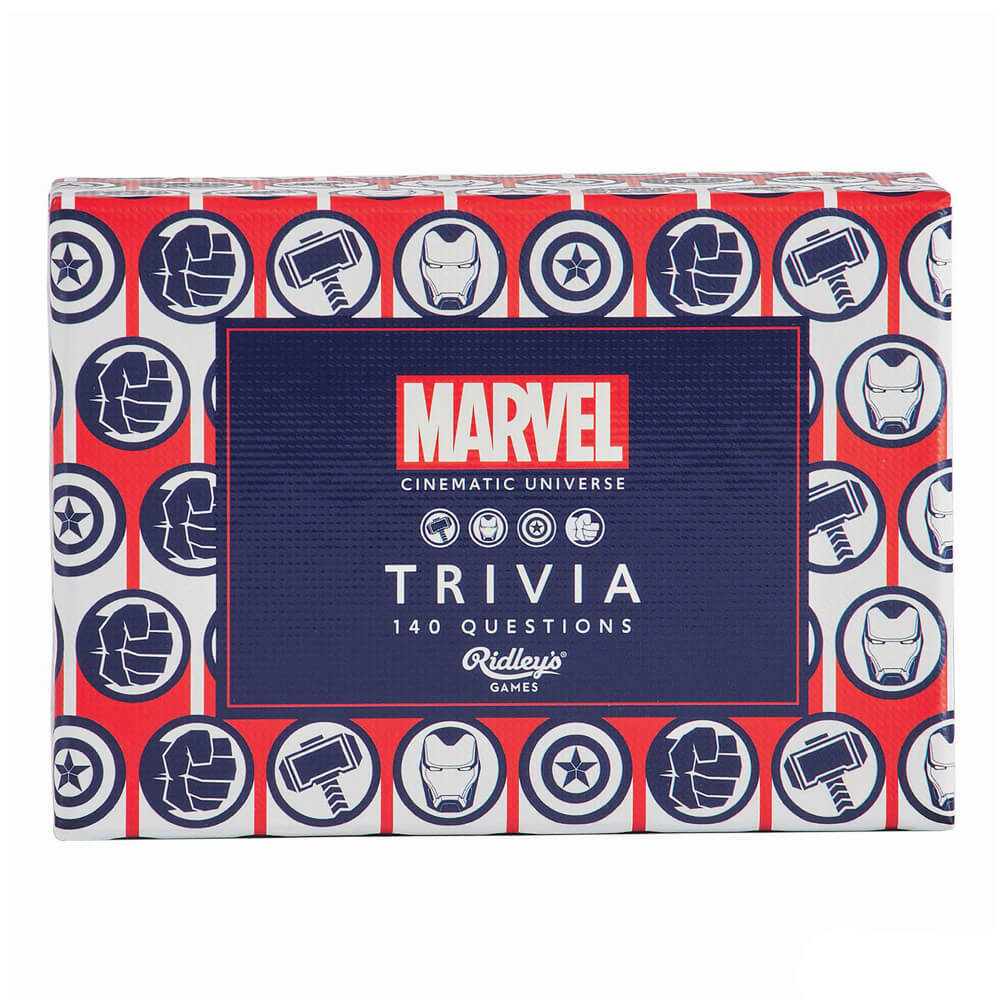 MARVEL
CINEMATIC UNIVERSE
TRIVIA
140 QUESTIONS
Ridley's®
GAMES